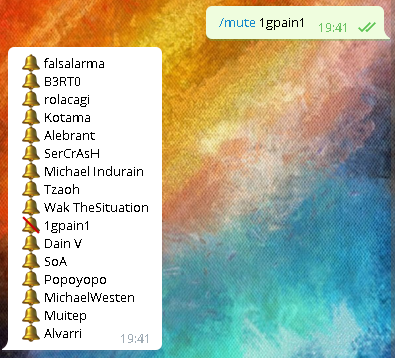 /mute 1gpain1
19:41
falsalarma
B3RT0
rolacagi
Kotama
Alebrant
SerCrAsH
Michael Indurain
Tzaoh
Wak TheSituation
1gpain1
Dain V
SoA
Popoyopo
MichaelWesten
Muitep
Alvarri
19:41